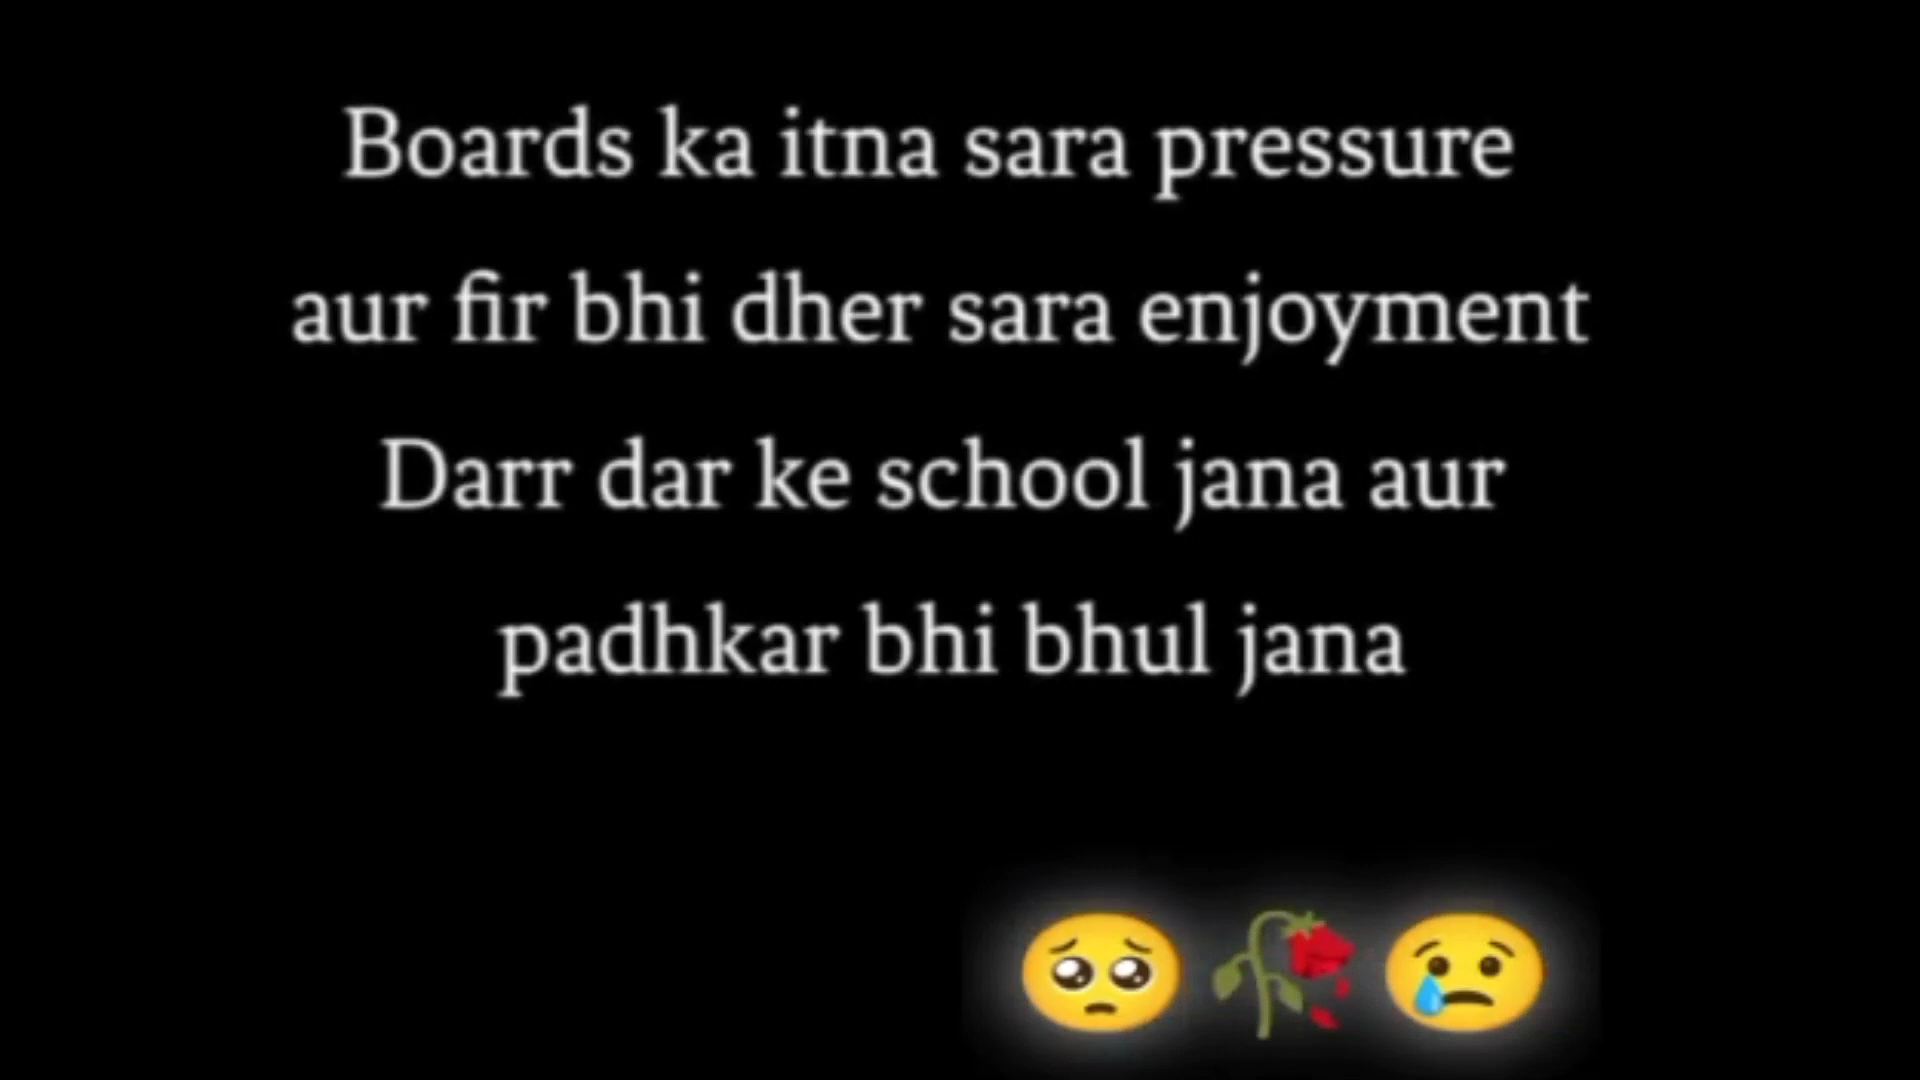 Boards ka itna sara pressure
aur fir bhi dher sara enjoyment
Darr dar ke school jana aur
padhkar bhi bhul jana